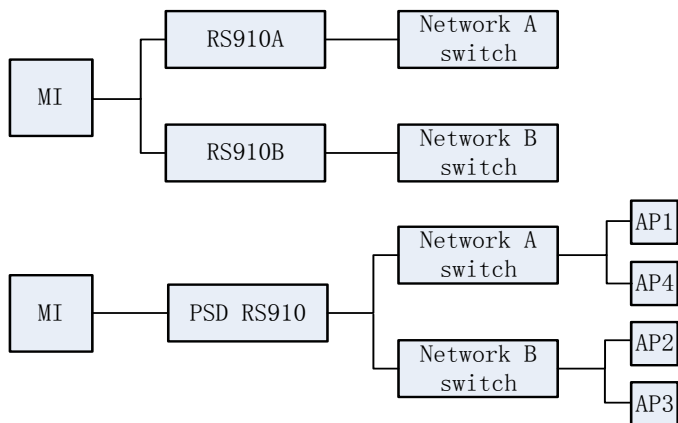 RS910A
Network A
switch
MI
RS910B
Network B
switch
AP1
Network A
switch
AP4
MI
PSD RS910
AP2
Network B
switch
AP3